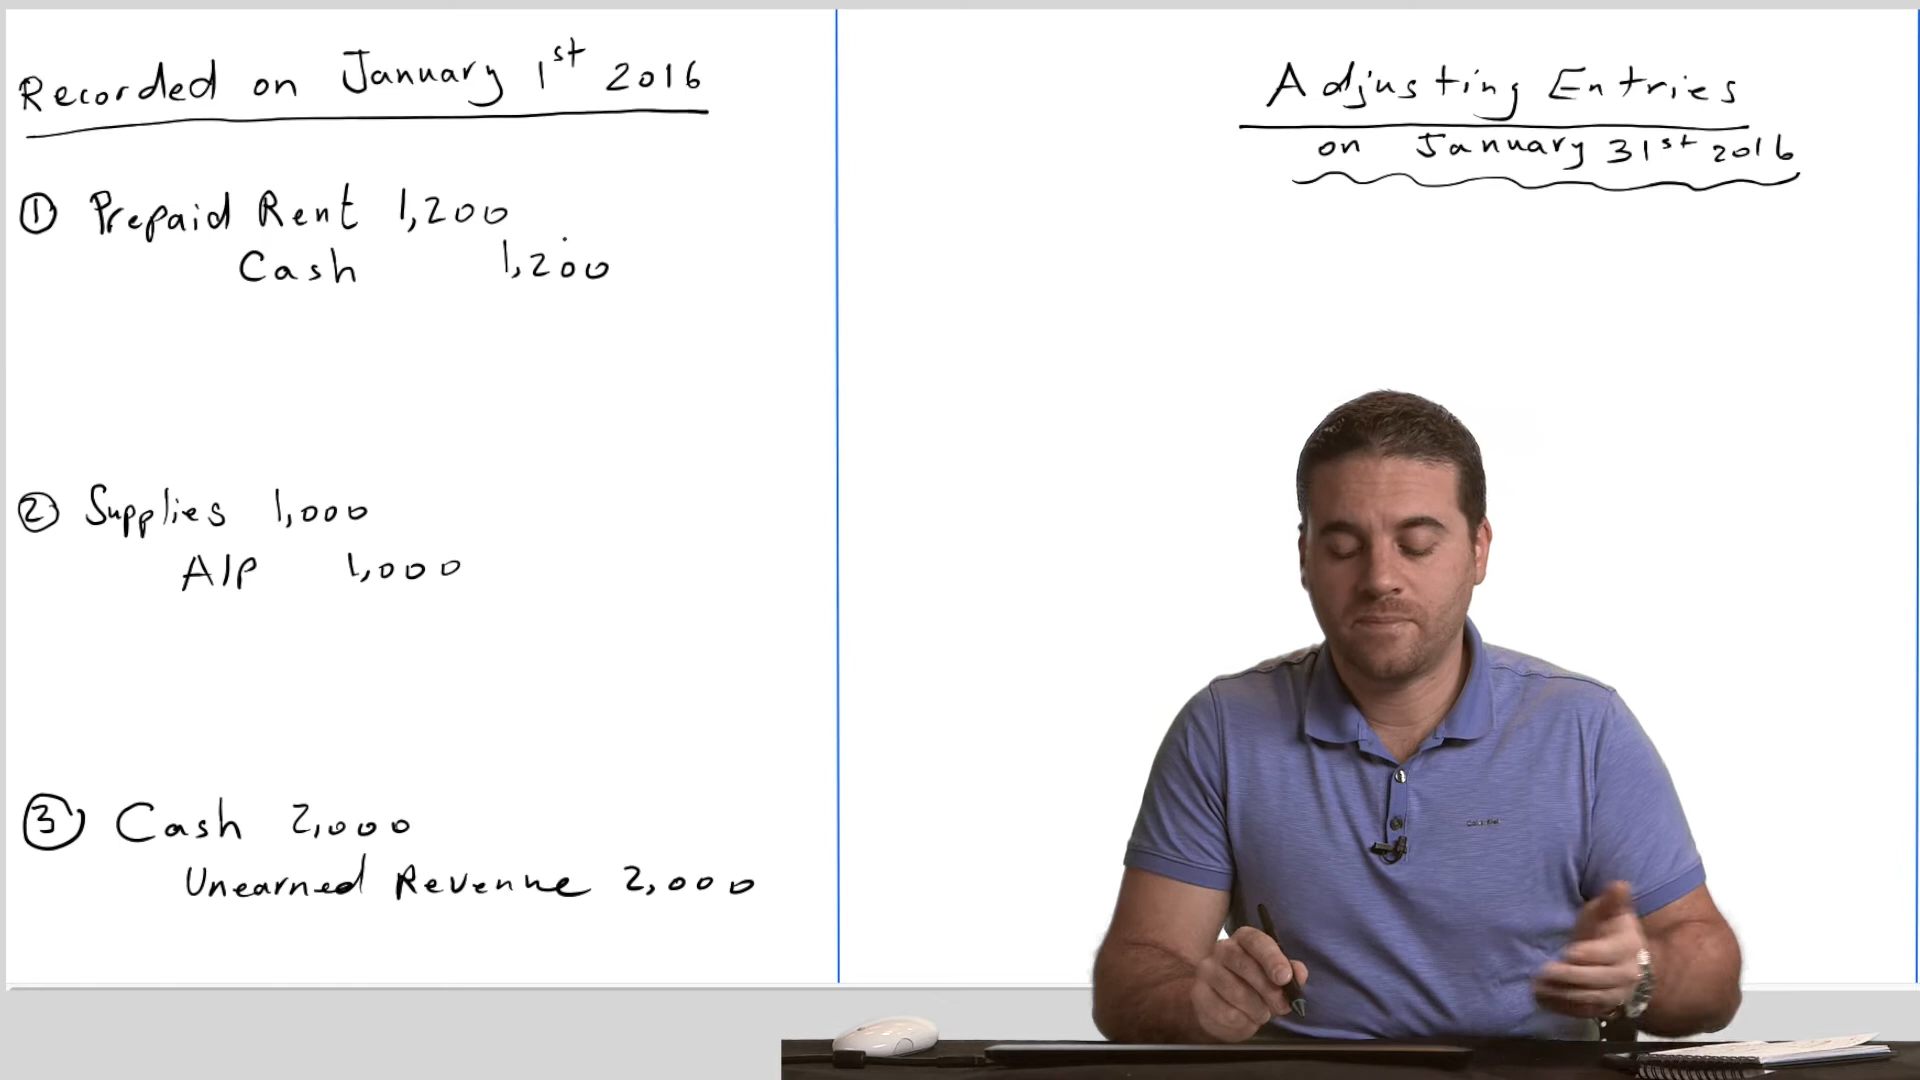 Recorded on January 1st 2016
① Prepaid Rent 1,200
Cash 1,200
② Supplies 1,000
A/P 1,000
③ Cash 2,000
Unearned Revenue 2,000
Adjusting Entries
on January 31st 2016